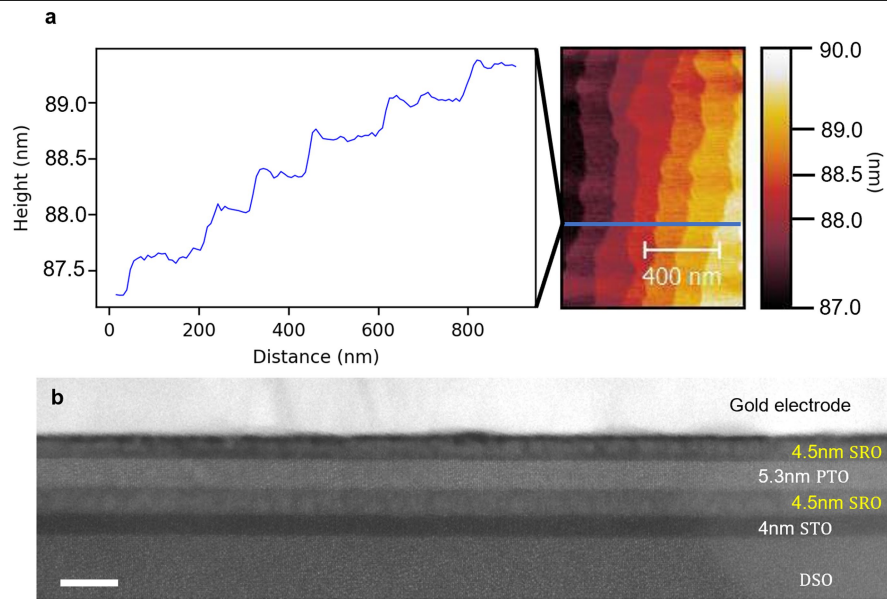 a
Height (nm)
89.0
88.5
88.0
87.5
0 200 400 600 800
Distance (nm)
400 nm
90.0
89.0
88.5
88.0
87.0
(nm)
b
Gold electrode
4.5nm SRO
5.3nm PTO
4.5nm SRO
4nm STO
DSO